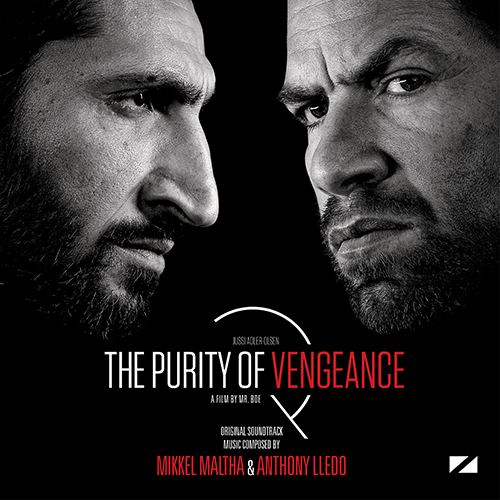 JUSSI ADLER-OLSEN
THE PURITY OF VENGEANCE
A FILM BY MR. BOE
ORIGINAL SOUNDTRACK
MUSIC COMPOSED BY
MIKKEL MALTHA & ANTHONY LLEDO